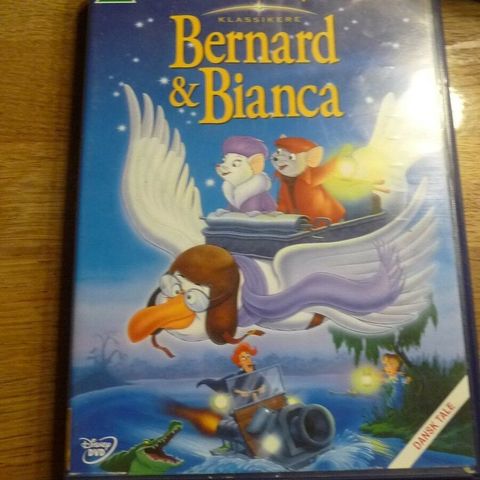 KLASSIKERE
Bernard
& Bianca
DANSK TALE
Disney
DVD